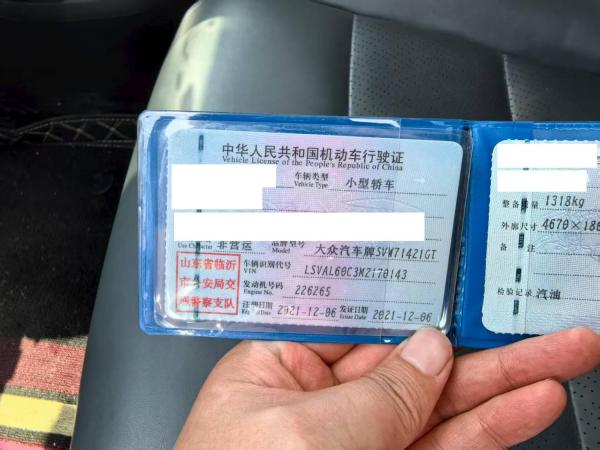 中华人民共和国机动车行驶证
Vehicle License of the People's Republic of China
车辆类型 小型轿车
Vehicle Type
Use Character 非营运 品牌型号 大众汽车牌SVW71421GT
Model
山东省临沂
市公安局交
通警察支队
车辆识别代号 LSVAL60C3M2170143
VIN
发动机号码 226265
Engine No.
注册日期 2021-12-06 发证日期 2021-12-06
Issue Date
整备质量 1318kg
外廓尺寸 4670×180
备 注
检验记录 汽油